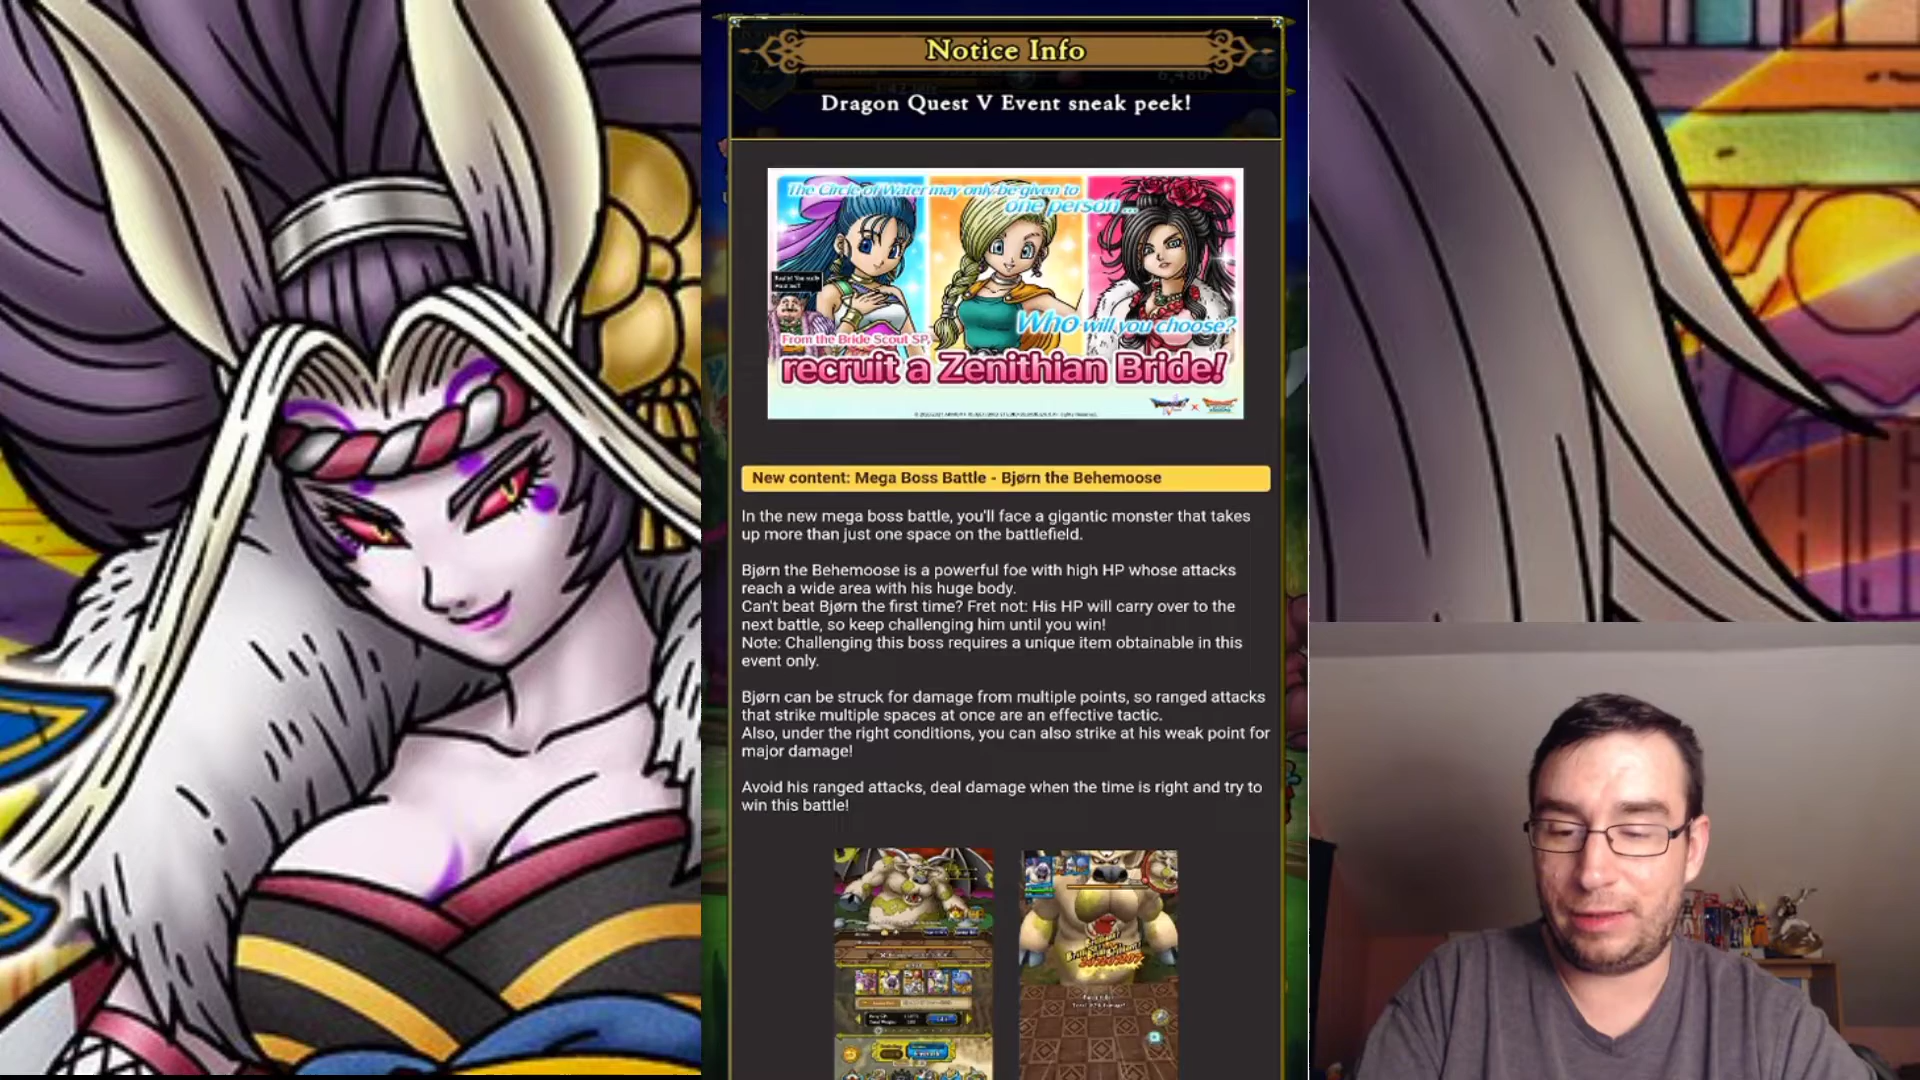 Notice Info
Dragon Quest V Event sneak peek!
The Circle of Water may only be given to
one person...
Who will you choose?
From the Bride Scout SP,
recruit a Zenithian Bride!
New content: Mega Boss Battle - Bjørn the Behemoose
In the new mega boss battle, you'll face a gigantic monster that takes
up more than just one space on the battlefield.
Bjørn the Behemoose is a powerful foe with high HP whose attacks
reach a wide area with his huge body.
Can't beat Bjørn the first time? Fret not: His HP will carry over to the
next battle, so keep challenging him until you win!
Note: Challenging this boss requires a unique item obtainable in this
event only.
Bjørn can be struck for damage from multiple points, so ranged attacks
that strike multiple spaces at once are an effective tactic.
Also, under the right conditions, you can also strike at his weak point for
major damage!
Avoid his ranged attacks, deal damage when the time is right and try to
win this battle!